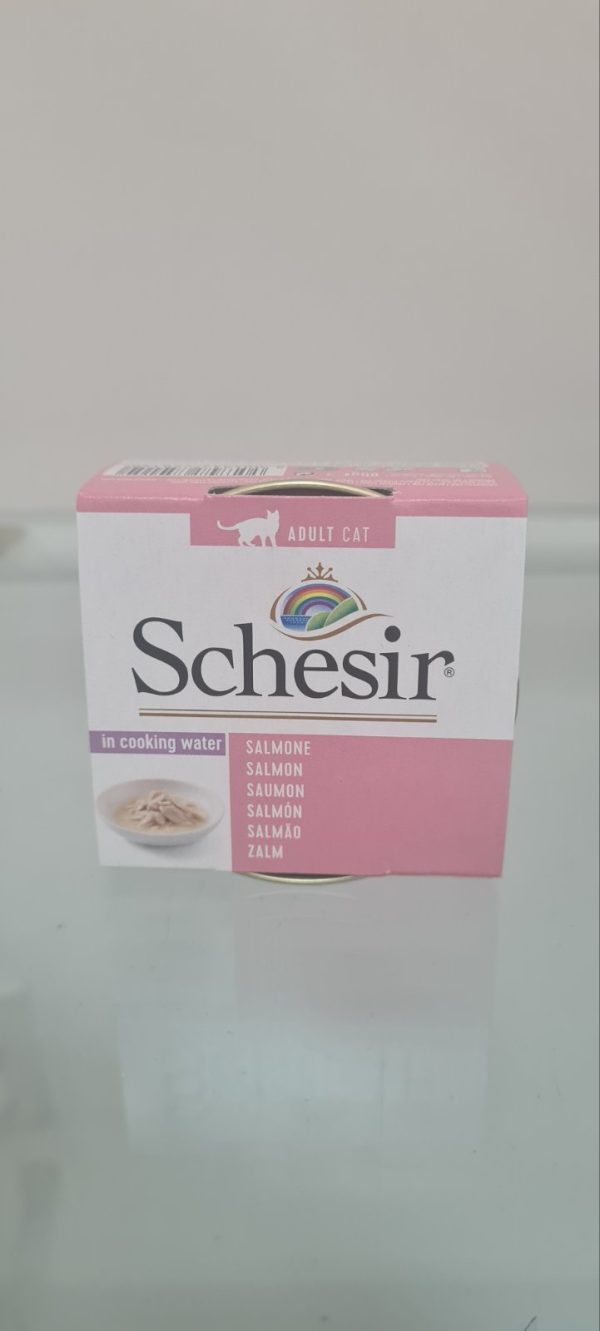 ADULT CAT
Schesir®
in cooking water
SALMONE
SALMON
SAUMON
SALMÓN
SALMÃO
ZALM